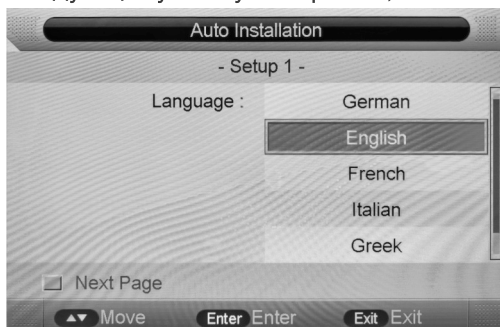 Auto Installation
- Setup 1 -
Language : German
English
French
Italian
Greek
Next Page
Move Enter Enter Exit Exit